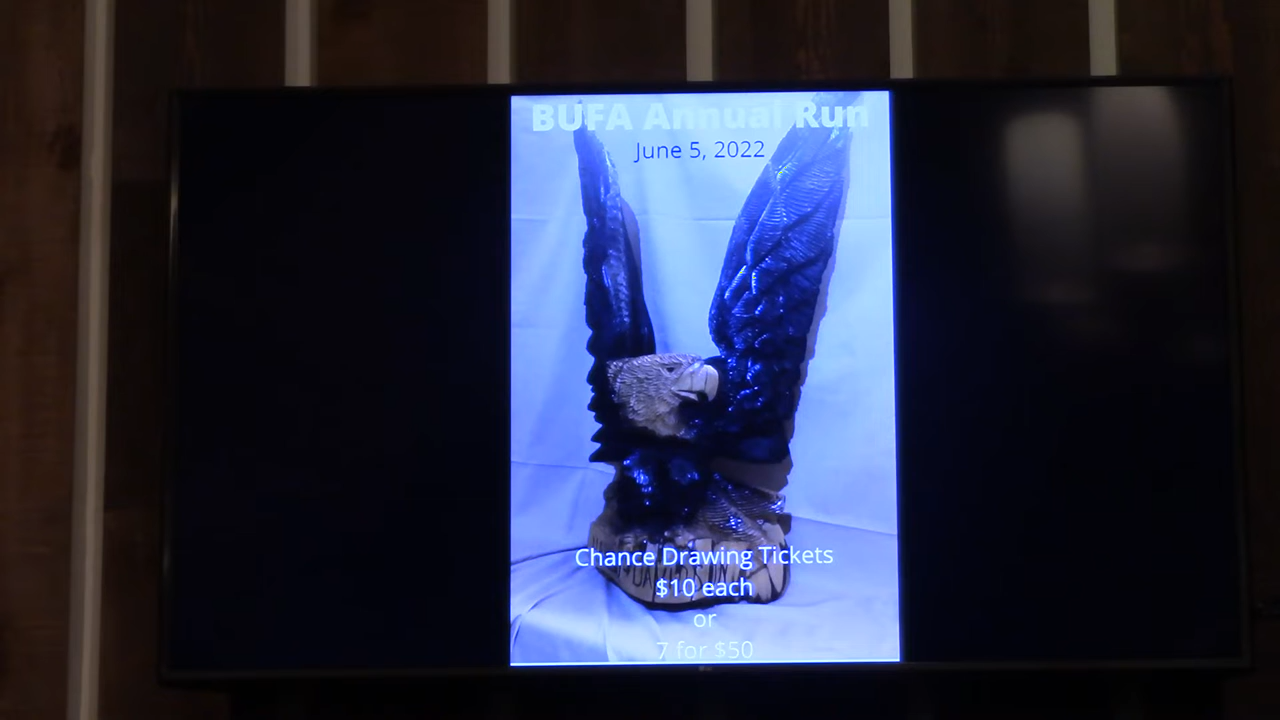 BUFA Annual Run
June 5, 2022
Chance Drawing Tickets
$10 each
or
7 for $50